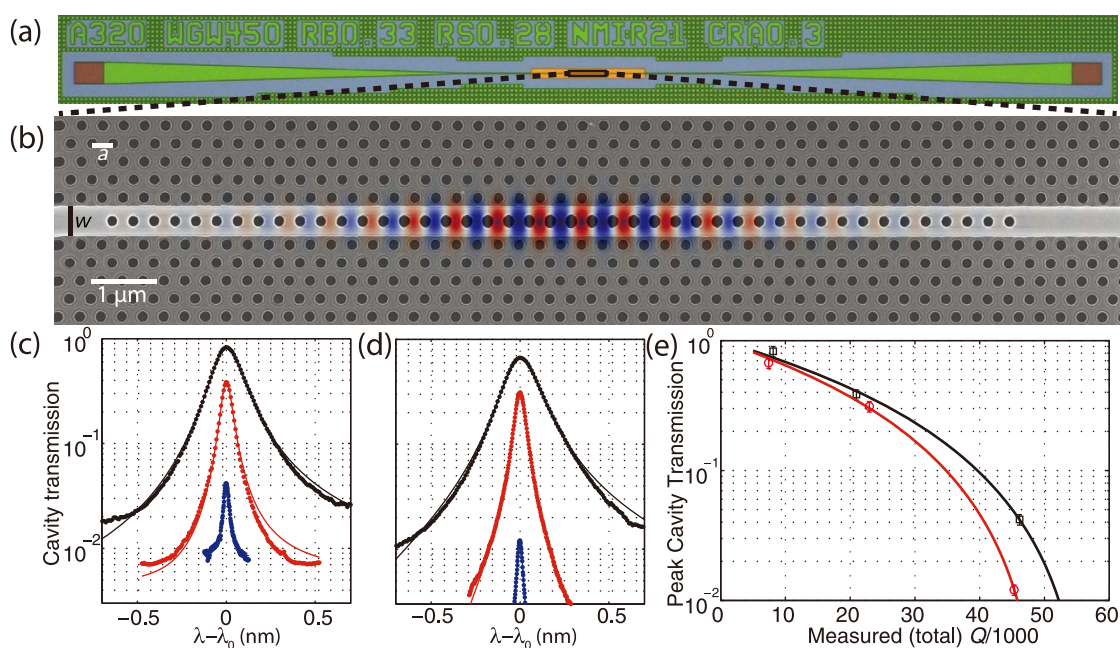 (a)
A320 WGW450 RB0.33 RS0.28 NMIR21 CRA0.3
(b)
a
w
1 μm
(c)
(d)
(e)
10⁰
10⁻¹
10⁻²
Cavity transmission
−0.5 0 0.5
λ−λ₀ (nm)
−0.5 0 0.5
λ−λ₀ (nm)
10⁰
10⁻¹
10⁻²
Peak Cavity Transmission
0 10 20 30 40 50 60
Measured (total) Q/1000